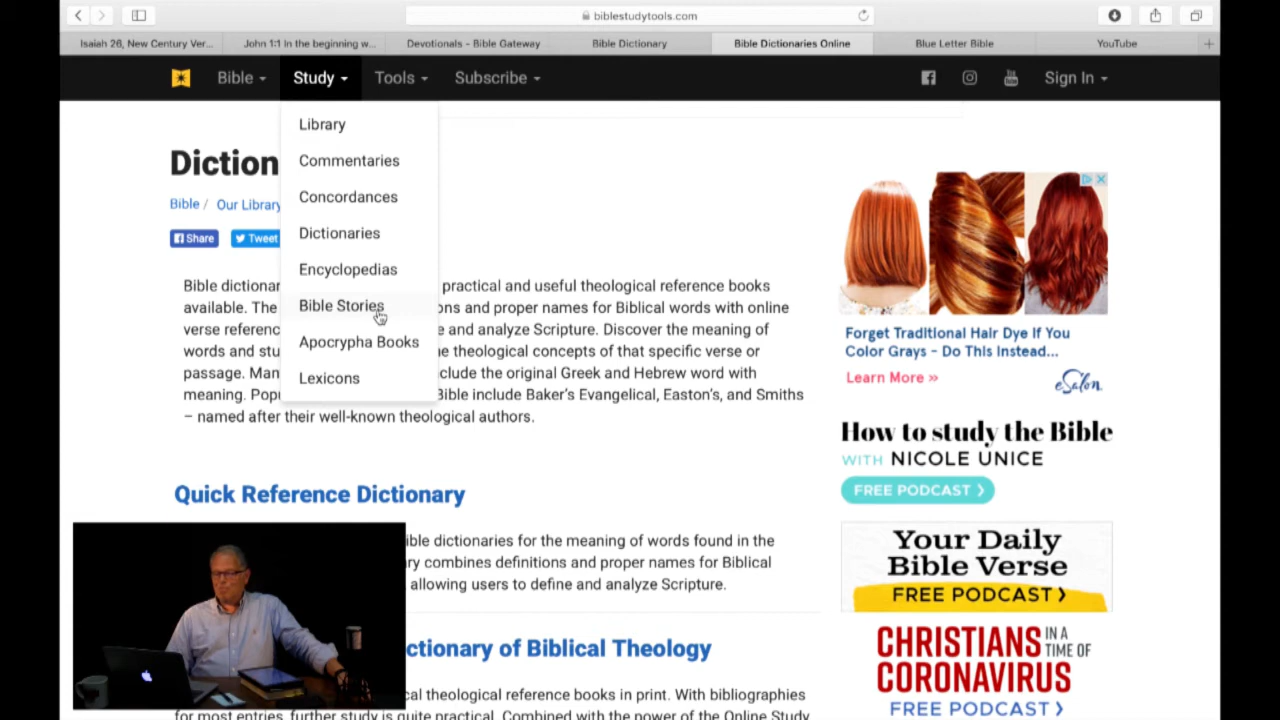 biblestudytools.com
Isaiah 26, New Century Ver...
John 1:1 In the beginning w...
Devotionals - Bible Gateway
Bible Dictionary
Bible Dictionaries Online
Blue Letter Bible
YouTube
Bible
Study
Tools
Subscribe
Sign In
Library
Commentaries
Concordances
Dictionaries
Encyclopedias
Bible Stories
Apocrypha Books
Lexicons
Diction
Bible / Our Library
Share
Tweet
Bible dictionar practical and useful theological reference books
available. The ons and proper names for Biblical words with online
verse referenc e and analyze Scripture. Discover the meaning of
words and stu e theological concepts of that specific verse or
passage. Man include the original Greek and Hebrew word with
meaning. Popu Bible include Baker's Evangelical, Easton's, and Smiths
– named after their well-known theological authors.
Quick Reference Dictionary
ible dictionaries for the meaning of words found in the
ry combines definitions and proper names for Biblical
allowing users to define and analyze Scripture.
ctionary of Biblical Theology
cal theological reference books in print. With bibliographies
for most entries, further study is quite practical. Combined with the power of the Online Study
Forget Traditional Hair Dye If You
Color Grays - Do This Instead...
Learn More »
eSalon.
How to study the Bible
WITH NICOLE UNICE
FREE PODCAST >
Your Daily
Bible Verse
FREE PODCAST >
CHRISTIANS IN A
TIME OF
CORONAVIRUS
FREE PODCAST >